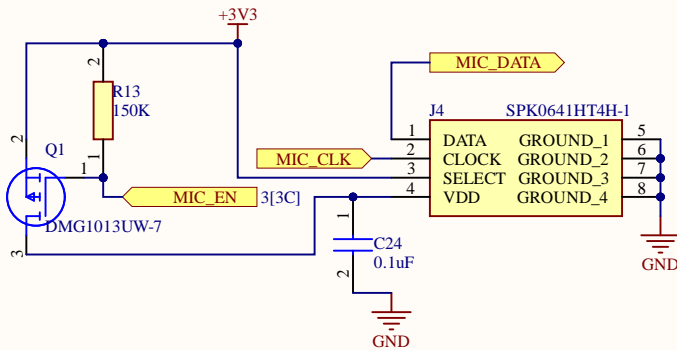 +3V3
MIC_DATA
2
R13
150K
1
J4 SPK0641HT4H-1
1 DATA GROUND_1 5
2 CLOCK GROUND_2 6
3 SELECT GROUND_3 7
4 VDD GROUND_4 8
MIC_CLK
2
Q1
1
MIC_EN 3[3C]
DMG1013UW-7
3
1
C24
0.1uF
2
GND
GND